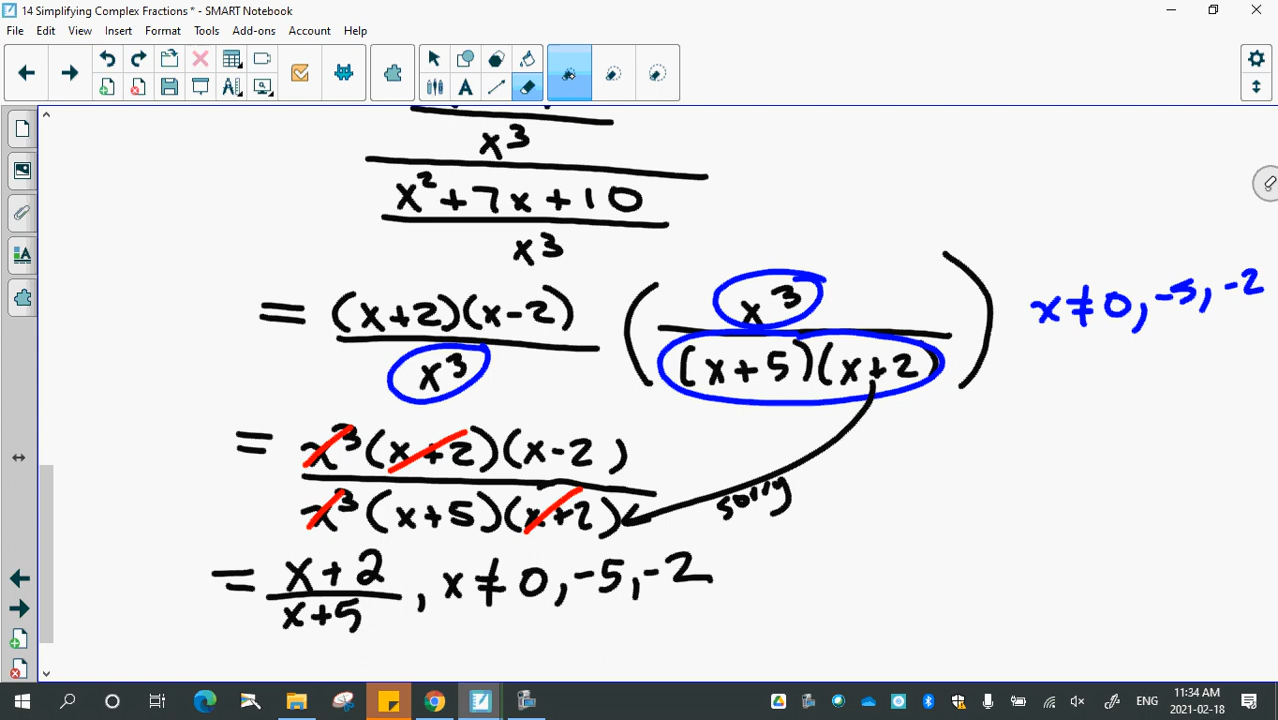 14 Simplifying Complex Fractions * - SMART Notebook
File Edit View Insert Format Tools Add-ons Account Help
x³
x² + 7x + 10
x³
= (x+2)(x-2) ( x³ ) x ≠ 0, -5, -2
x³ (x+5)(x+2)
= x³(x+2)(x-2)
x³(x+5)(x+2) sorry
= x+2 , x ≠ 0, -5, -2
x+5
ENG
11:34 AM
2021-02-18